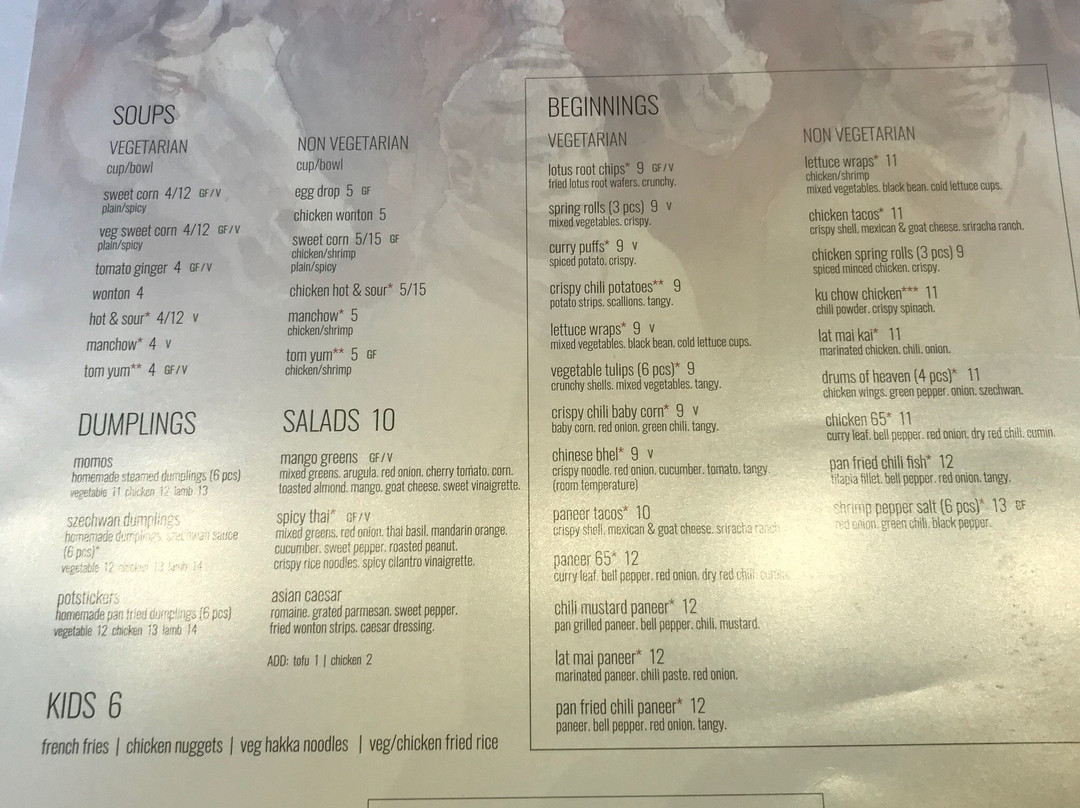 SOUPS
VEGETARIAN
cup/bowl
sweet corn 4/12 GF/V
plain/spicy
veg sweet corn 4/12 GF/V
plain/spicy
tomato ginger 4 GF/V
wonton 4
hot & sour* 4/12 V
manchow* 4 V
tom yum** 4 GF/V
NON VEGETARIAN
cup/bowl
egg drop 5 GF
chicken wonton 5
sweet corn 5/15 GF
chicken/shrimp
plain/spicy
chicken hot & sour* 5/15
manchow* 5
chicken/shrimp
tom yum** 5 GF
chicken/shrimp
DUMPLINGS
momos
homemade steamed dumplings (6 pcs)
vegetable 11 chicken 12 lamb 13
szechwan dumplings
homemade dumplings. szechwan sauce
(6 pcs)*
vegetable 12 chicken 13 lamb 14
potstickers
homemade pan fried dumplings (6 pcs)
vegetable 12 chicken 13 lamb 14
SALADS 10
mango greens GF/V
mixed greens. arugula. red onion. cherry tomato. corn.
toasted almond. mango. goat cheese. sweet vinaigrette.
spicy thai* GF/V
mixed greens. red onion. thai basil. mandarin orange.
cucumber. sweet pepper. roasted peanut.
crispy rice noodles. spicy cilantro vinaigrette.
asian caesar
romaine. grated parmesan. sweet pepper.
fried wonton strips. caesar dressing.
ADD: tofu 1 | chicken 2
KIDS 6
french fries | chicken nuggets | veg hakka noodles | veg/chicken fried rice
BEGINNINGS
VEGETARIAN
lotus root chips* 9 GF/V
fried lotus root wafers. crunchy.
spring rolls (3 pcs) 9 V
mixed vegetables. crispy.
curry puffs* 9 V
spiced potato. crispy.
crispy chili potatoes** 9
potato strips. scallions. tangy.
lettuce wraps* 9 V
mixed vegetables. black bean. cold lettuce cups.
vegetable tulips (6 pcs)* 9
crunchy shells. mixed vegetables. tangy.
crispy chili baby corn* 9 V
baby corn. red onion. green chili. tangy.
chinese bhel* 9 V
crispy noodle. red onion. cucumber. tomato. tangy
(room temperature)
paneer tacos* 10
crispy shell. mexican & goat cheese. sriracha ranch
paneer 65* 12
curry leaf. bell pepper. red onion. dry red chili.
chili mustard paneer* 12
pan grilled paneer. bell pepper. chili. mustard.
lat mai paneer* 12
marinated paneer. chili paste. red onion.
pan fried chili paneer* 12
paneer. bell pepper. red onion. tangy.
NON VEGETARIAN
lettuce wraps* 11
chicken/shrimp
mixed vegetables. black bean. cold lettuce cups.
chicken tacos* 11
crispy shell. mexican & goat cheese. sriracha ranch.
chicken spring rolls (3 pcs) 9
spiced minced chicken. crispy.
ku chow chicken*** 11
chili powder. crispy spinach.
lat mai kai* 11
marinated chicken. chili. onion.
drums of heaven (4 pcs)* 11
chicken wings. green pepper. onion. szechwan.
chicken 65* 11
curry leaf. bell pepper. red onion. dry red chili. cumin.
pan fried chili fish* 12
tilapia fillet. bell pepper. red onion. tangy.
shrimp pepper salt (6 pcs)* 13 GF
red onion. green chili. black pepper.